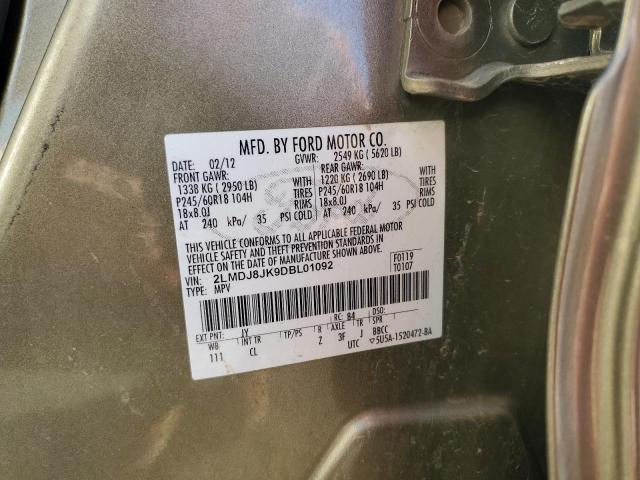 MFD. BY FORD MOTOR CO.
DATE: 02/12 GVWR: 2549 KG ( 5620 LB)
FRONT GAWR: REAR GAWR:
1338 KG ( 2950 LB) WITH 1220 KG ( 2690 LB) WITH
P245/60R18 104H TIRES P245/60R18 104H TIRES
18x8.0J RIMS 18x8.0J RIMS
AT 240 kPa/ 35 PSI COLD AT 240 kPa/ 35 PSI COLD
THIS VEHICLE CONFORMS TO ALL APPLICABLE FEDERAL MOTOR
VEHICLE SAFETY AND THEFT PREVENTION STANDARDS IN
EFFECT ON THE DATE OF MANUFACTURE SHOWN ABOVE.
VIN: 2LMDJ8JK9DBL01092 F0119
TYPE: MPV T0107
EXT PNT: JY RC: B4 DSO:
WB INT TR TP/PS R AXLE TR SPR
111 CL Z 3F J BBCC
UTC ▽5U5A-1520472-BA